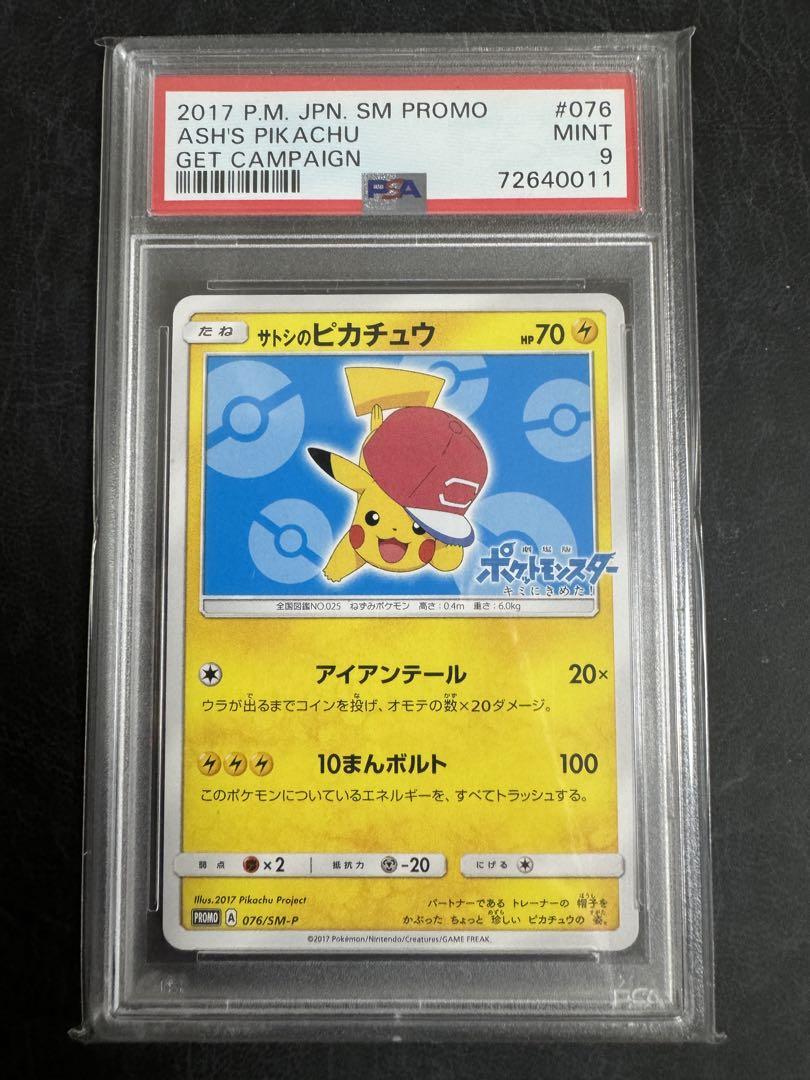 2017 P.M. JPN. SM PROMO #076
ASH'S PIKACHU MINT
GET CAMPAIGN 9
PSA 72640011
たね サトシのピカチュウ HP70
劇場版
ポケットモンスター
キミにきめた!
全国図鑑NO.025 ねずみポケモン 高さ:0.4m 重さ:6.0kg
アイアンテール 20×
ウラが出るまでコインを投げ、オモテの数×20ダメージ。
10まんボルト 100
このポケモンについているエネルギーを、すべてトラッシュする。
弱点 ×2 抵抗力 -20 にげる
Illus.2017 Pikachu Project
PROMO A 076/SM-P
パートナーである トレーナーの 帽子を
かぶった ちょっと 珍しい ピカチュウの 姿。
©2017 Pokémon/Nintendo/Creatures/GAME FREAK.
PSA